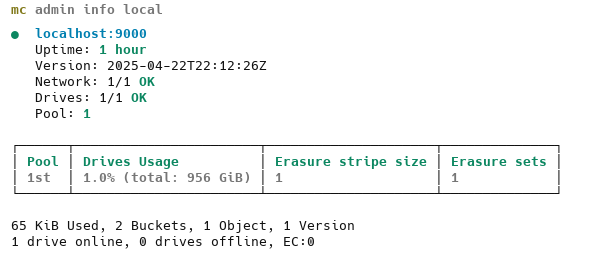 mc admin info local
● localhost:9000
Uptime: 1 hour
Version: 2025-04-22T22:12:26Z
Network: 1/1 OK
Drives: 1/1 OK
Pool: 1
│ Pool │ Drives Usage │ Erasure stripe size │ Erasure sets │
│ 1st │ 1.0% (total: 956 GiB) │ 1 │ 1 │
65 KiB Used, 2 Buckets, 1 Object, 1 Version
1 drive online, 0 drives offline, EC:0